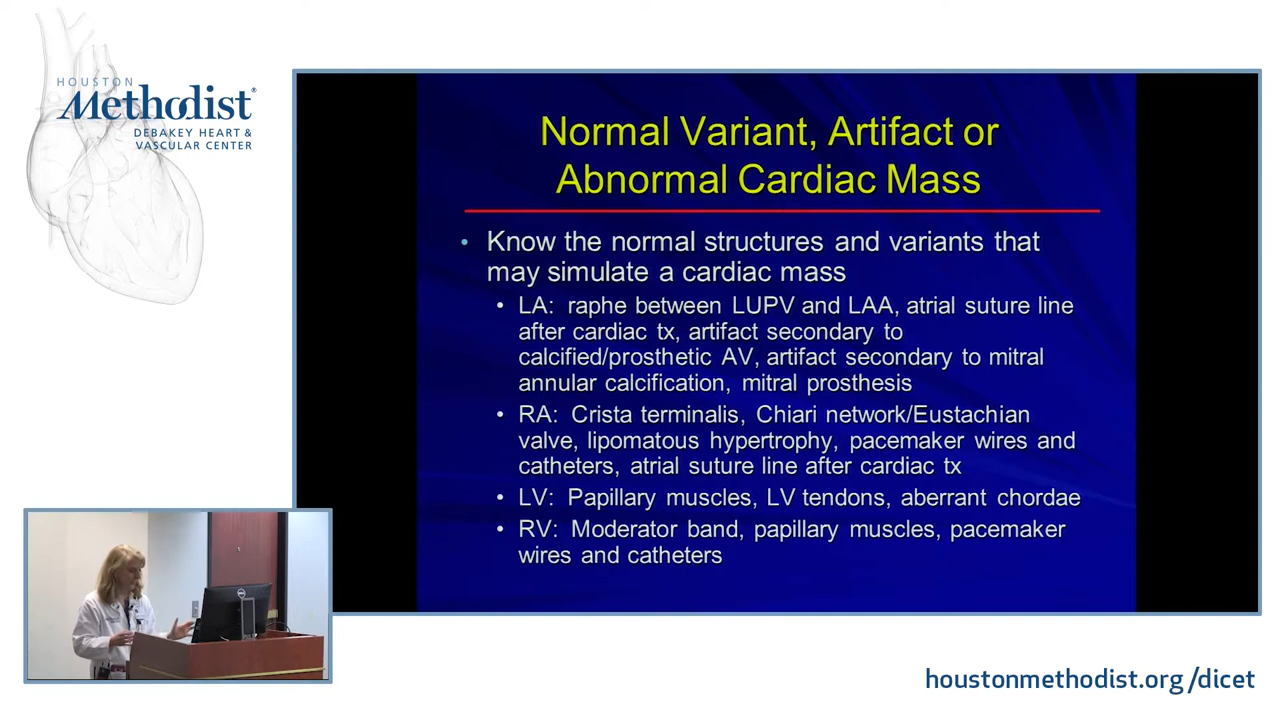 HOUSTON
Methodist®
DEBAKEY HEART &
VASCULAR CENTER
Normal Variant, Artifact or
Abnormal Cardiac Mass
• Know the normal structures and variants that
may simulate a cardiac mass
• LA: raphe between LUPV and LAA, atrial suture line
after cardiac tx, artifact secondary to
calcified/prosthetic AV, artifact secondary to mitral
annular calcification, mitral prosthesis
• RA: Crista terminalis, Chiari network/Eustachian
valve, lipomatous hypertrophy, pacemaker wires and
catheters, atrial suture line after cardiac tx
• LV: Papillary muscles, LV tendons, aberrant chordae
• RV: Moderator band, papillary muscles, pacemaker
wires and catheters
DELL
houstonmethodist.org/dicet